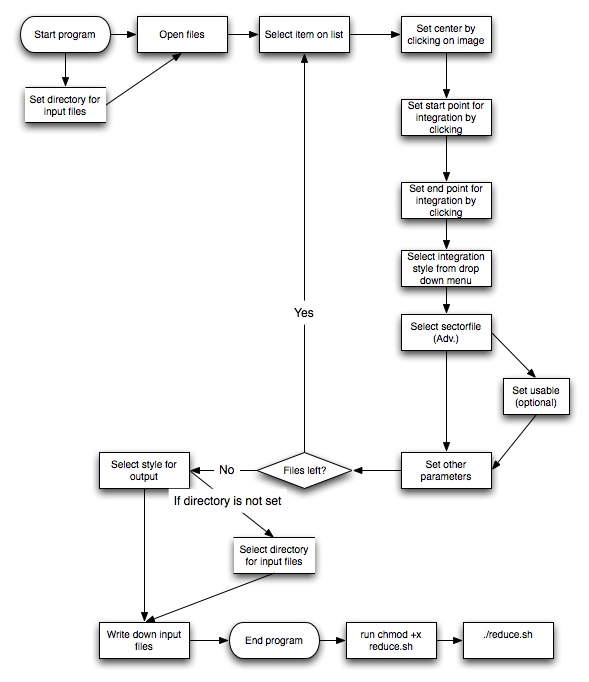 Start program
Open files
Select item on list
Set center by
clicking on image
Set directory for
input files
Set start point for
integration by
clicking
Set end point for
integration by
clicking
Select integration
style from drop
down menu
Yes
Select sectorfile
(Adv.)
Set usable
(optional)
Select style for
output
No
Files left?
Set other
parameters
If directory is not set
Select directory
for input files
Write down input
files
End program
run chmod +x
reduce.sh
./reduce.sh